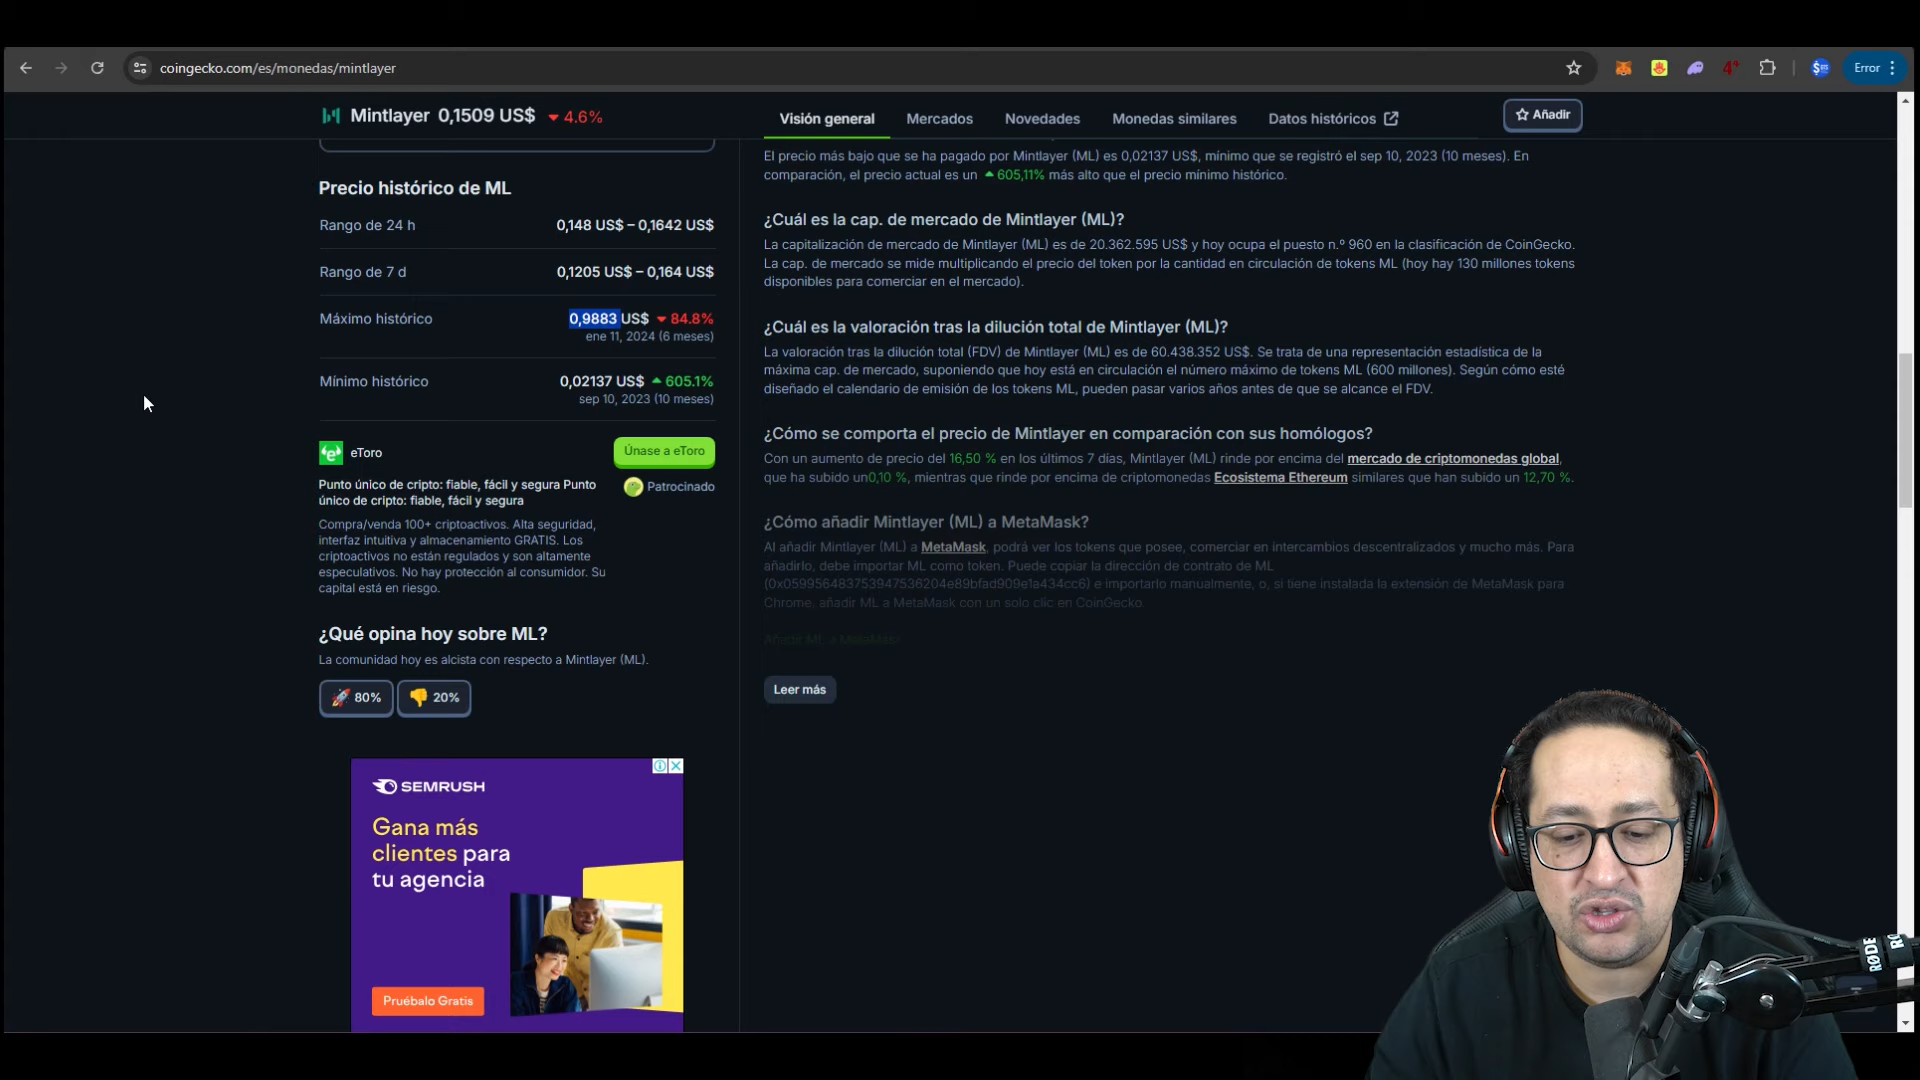 coingecko.com/es/monedas/mintlayer
Error
Mintlayer 0,1509 US$ 4.6%
Visión general
Mercados
Novedades
Monedas similares
Datos históricos
Añadir
Precio histórico de ML
Rango de 24 h
0,148 US$ – 0,1642 US$
Rango de 7 d
0,1205 US$ – 0,164 US$
Máximo histórico
0,9883 US$ 84.8%
ene 11, 2024 (6 meses)
Mínimo histórico
0,02137 US$ 605.1%
sep 10, 2023 (10 meses)
eToro
Únase a eToro
Punto único de cripto: fiable, fácil y segura Punto
único de cripto: fiable, fácil y segura
Patrocinado
Compra/venda 100+ criptoactivos. Alta seguridad,
interfaz intuitiva y almacenamiento GRATIS. Los
criptoactivos no están regulados y son altamente
especulativos. No hay protección al consumidor. Su
capital está en riesgo.
¿Qué opina hoy sobre ML?
La comunidad hoy es alcista con respecto a Mintlayer (ML).
80%
20%
SEMRUSH
Gana más
clientes para
tu agencia
Pruébalo Gratis
El precio más bajo que se ha pagado por Mintlayer (ML) es 0,02137 US$, mínimo que se registró el sep 10, 2023 (10 meses). En
comparación, el precio actual es un 605,11% más alto que el precio mínimo histórico.
¿Cuál es la cap. de mercado de Mintlayer (ML)?
La capitalización de mercado de Mintlayer (ML) es de 20.362.595 US$ y hoy ocupa el puesto n.º 960 en la clasificación de CoinGecko.
La cap. de mercado se mide multiplicando el precio del token por la cantidad en circulación de tokens ML (hoy hay 130 millones tokens
disponibles para comerciar en el mercado).
¿Cuál es la valoración tras la dilución total de Mintlayer (ML)?
La valoración tras la dilución total (FDV) de Mintlayer (ML) es de 60.438.352 US$. Se trata de una representación estadística de la
máxima cap. de mercado, suponiendo que hoy está en circulación el número máximo de tokens ML (600 millones). Según cómo esté
diseñado el calendario de emisión de los tokens ML, pueden pasar varios años antes de que se alcance el FDV.
¿Cómo se comporta el precio de Mintlayer en comparación con sus homólogos?
Con un aumento de precio del 16,50 % en los últimos 7 días, Mintlayer (ML) rinde por encima del mercado de criptomonedas global,
que ha subido un0,10 %, mientras que rinde por encima de criptomonedas Ecosistema Ethereum similares que han subido un 12,70 %.
¿Cómo añadir Mintlayer (ML) a MetaMask?
Al añadir Mintlayer (ML) a MetaMask, podrá ver los tokens que posee, comerciar en intercambios descentralizados y mucho más. Para
añadirlo, debe importar ML como token. Puede copiar la dirección de contrato de ML
(0x059956483753947536204e89bfad909e1a434cc6) e importarlo manualmente, o, si tiene instalada la extensión de MetaMask para
Chrome, añadir ML a MetaMask con un solo clic en CoinGecko.
Añadir ML a MetaMask
Leer más
RØDE